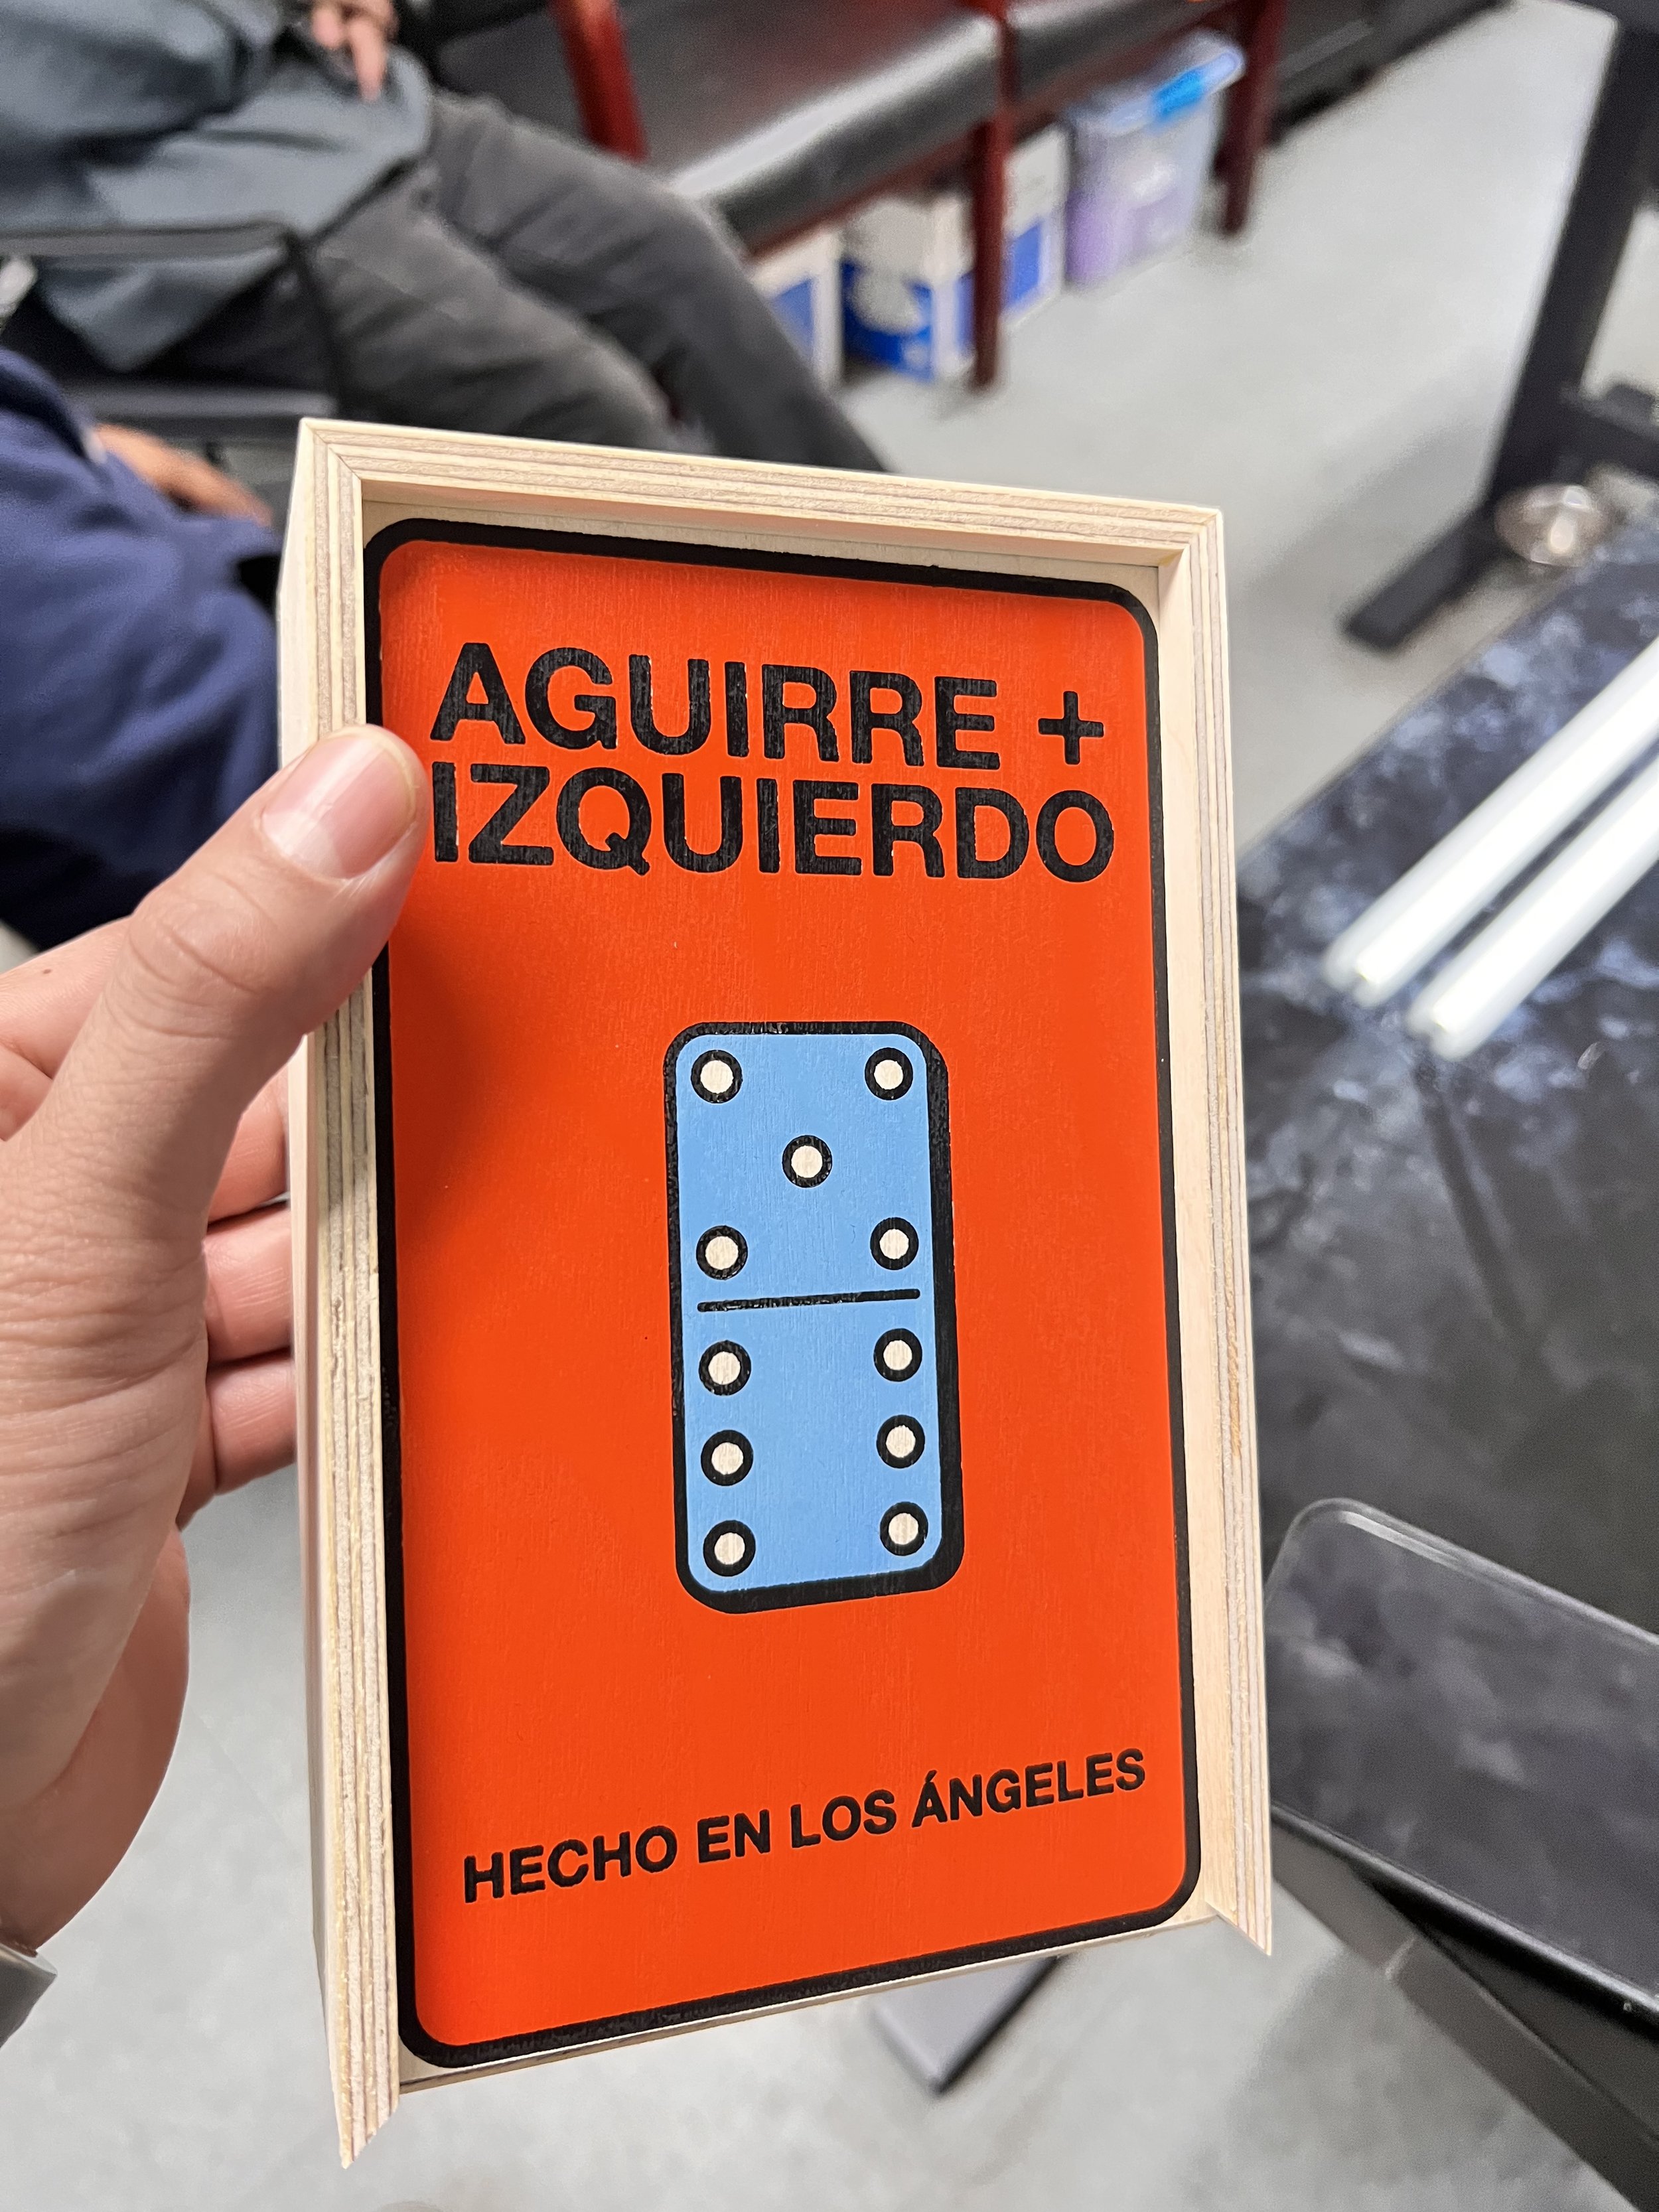 AGUIRRE +
IZQUIERDO
HECHO EN LOS ÁNGELES